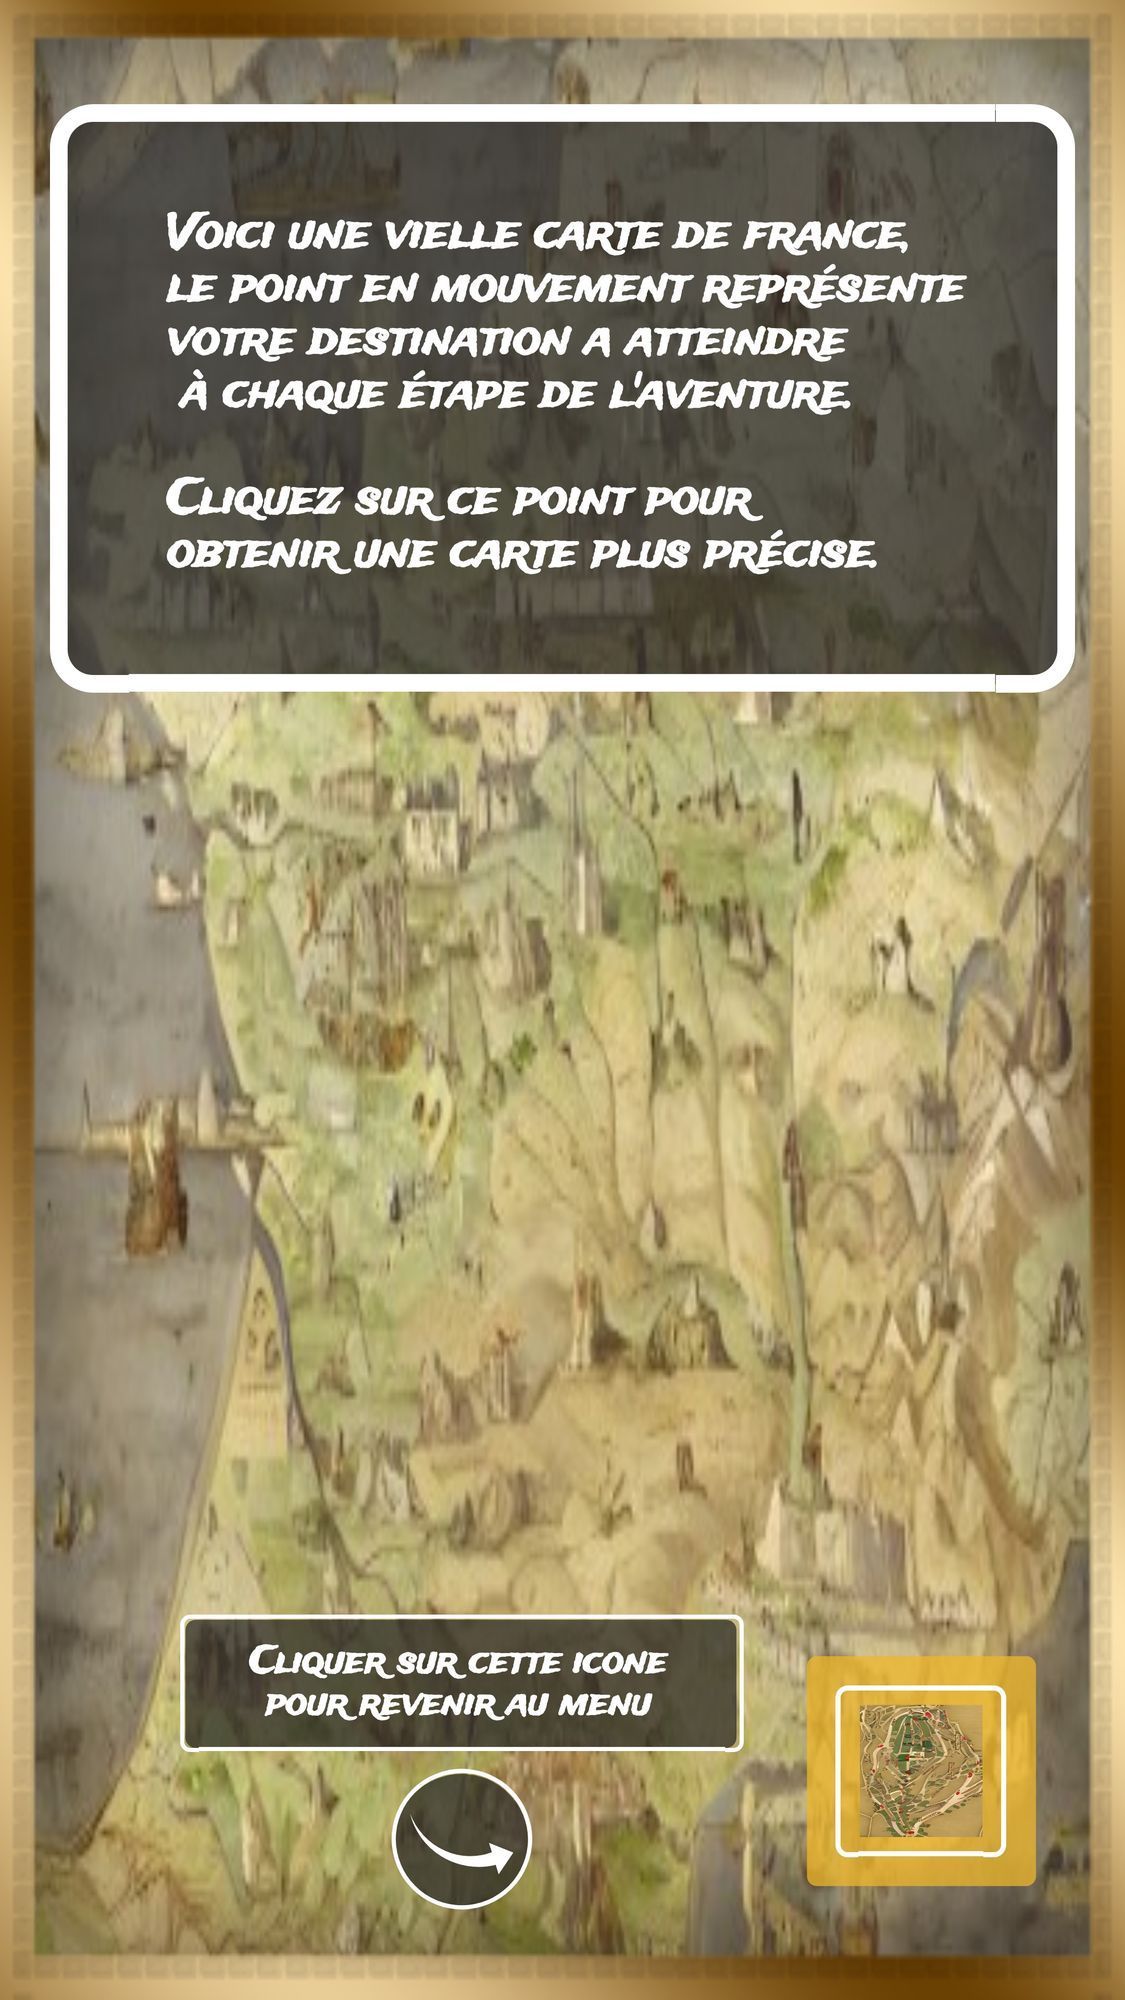 Voici une vielle carte de france,
le point en mouvement représente
votre destination a atteindre
à chaque étape de l'aventure.
Cliquez sur ce point pour
obtenir une carte plus précise.
Cliquer sur cette icone
pour revenir au menu